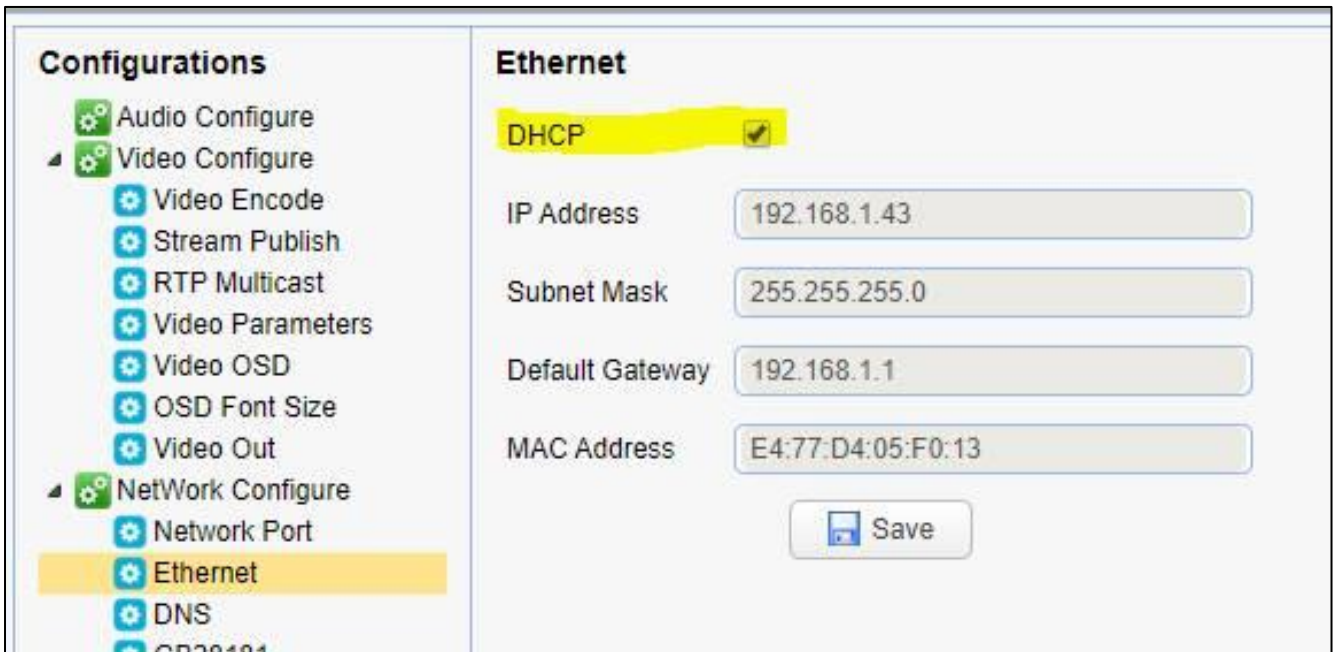 Configurations
Audio Configure
Video Configure
Video Encode
Stream Publish
RTP Multicast
Video Parameters
Video OSD
OSD Font Size
Video Out
NetWork Configure
Network Port
Ethernet
DNS
Ethernet
DHCP
IP Address 192.168.1.43
Subnet Mask 255.255.255.0
Default Gateway 192.168.1.1
MAC Address E4:77:D4:05:F0:13
Save